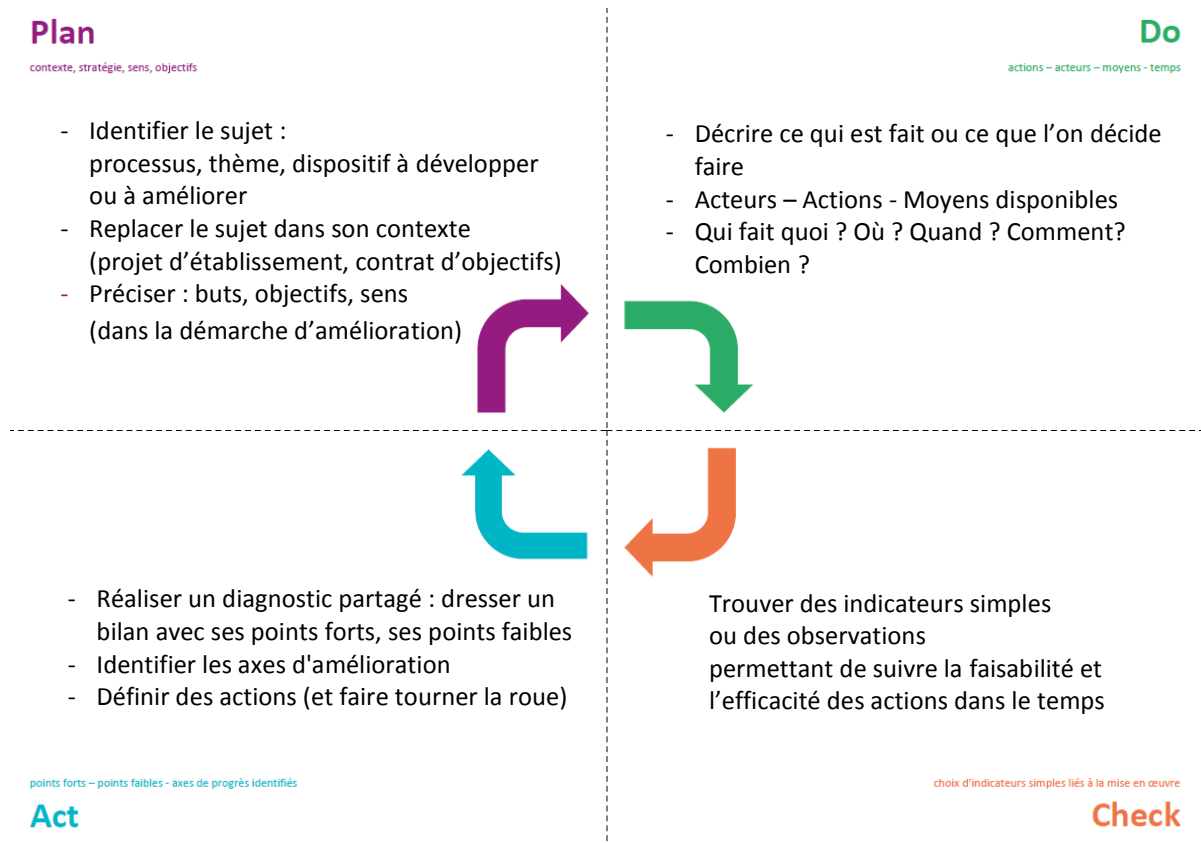 Plan
contexte, stratégie, sens, objectifs
- Identifier le sujet :
processus, thème, dispositif à développer
ou à améliorer
- Replacer le sujet dans son contexte
(projet d’établissement, contrat d’objectifs)
- Préciser : buts, objectifs, sens
(dans la démarche d’amélioration)
Do
actions – acteurs – moyens - temps
- Décrire ce qui est fait ou ce que l’on décide
faire
- Acteurs – Actions - Moyens disponibles
- Qui fait quoi ? Où ? Quand ? Comment?
Combien ?
- Réaliser un diagnostic partagé : dresser un
bilan avec ses points forts, ses points faibles
- Identifier les axes d'amélioration
- Définir des actions (et faire tourner la roue)
points forts – points faibles - axes de progrès identifiés
Act
Trouver des indicateurs simples
ou des observations
permettant de suivre la faisabilité et
l’efficacité des actions dans le temps
choix d’indicateurs simples liés à la mise en œuvre
Check